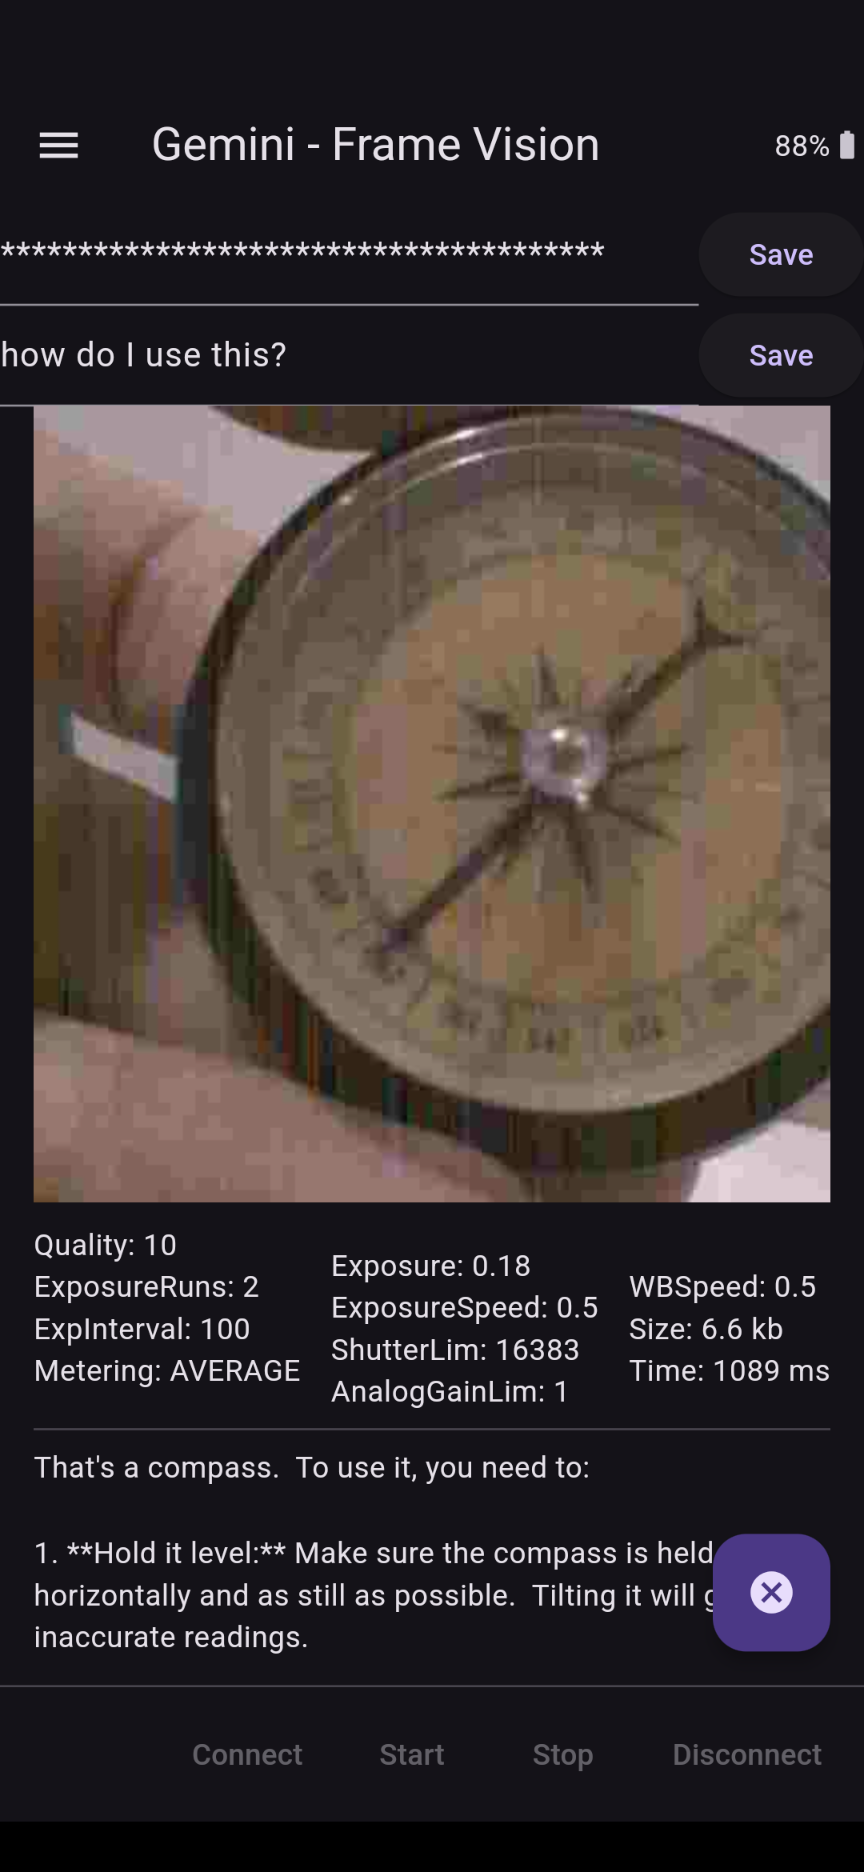 Gemini - Frame Vision
88%
***************************************
Save
how do I use this?
Save
Quality: 10
ExposureRuns: 2
ExpInterval: 100
Metering: AVERAGE
Exposure: 0.18
ExposureSpeed: 0.5
ShutterLim: 16383
AnalogGainLim: 1
WBSpeed: 0.5
Size: 6.6 kb
Time: 1089 ms
That's a compass.  To use it, you need to:
1. **Hold it level:** Make sure the compass is held
horizontally and as still as possible.  Tilting it will
inaccurate readings.
Connect
Start
Stop
Disconnect